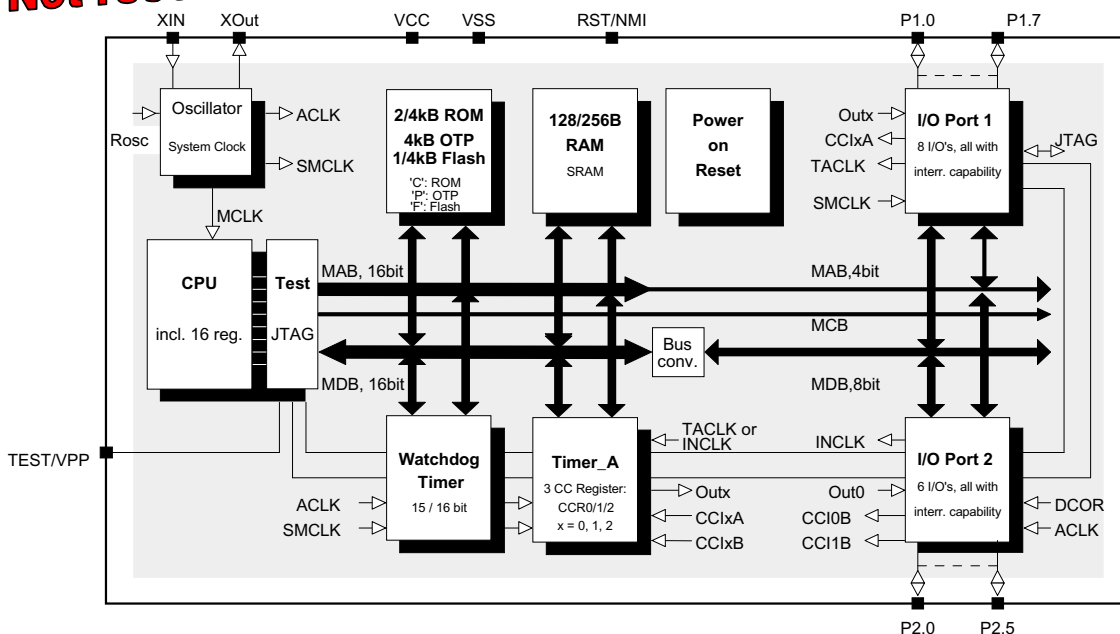 XIN XOut VCC VSS RST/NMI P1.0 P1.7
Oscillator
System Clock
Rosc
ACLK
SMCLK
MCLK
2/4kB ROM
4kB OTP
1/4kB Flash
'C': ROM
'P': OTP
'F': Flash
128/256B
RAM
SRAM
Power
on
Reset
Outx
CCIxA
TACLK
SMCLK
I/O Port 1
8 I/O's, all with
interr. capability
JTAG
CPU
incl. 16 reg.
Test
JTAG
MAB, 16bit
MAB,4bit
MCB
Bus
conv.
MDB, 16bit
MDB,8bit
TEST/VPP
ACLK
SMCLK
Watchdog
Timer
15 / 16 bit
Timer_A
3 CC Register:
CCR0/1/2
x = 0, 1, 2
TACLK or
INCLK
Outx
CCIxA
CCIxB
INCLK
Out0
CCI0B
CCI1B
I/O Port 2
6 I/O's, all with
interr. capability
DCOR
ACLK
P2.0 P2.5